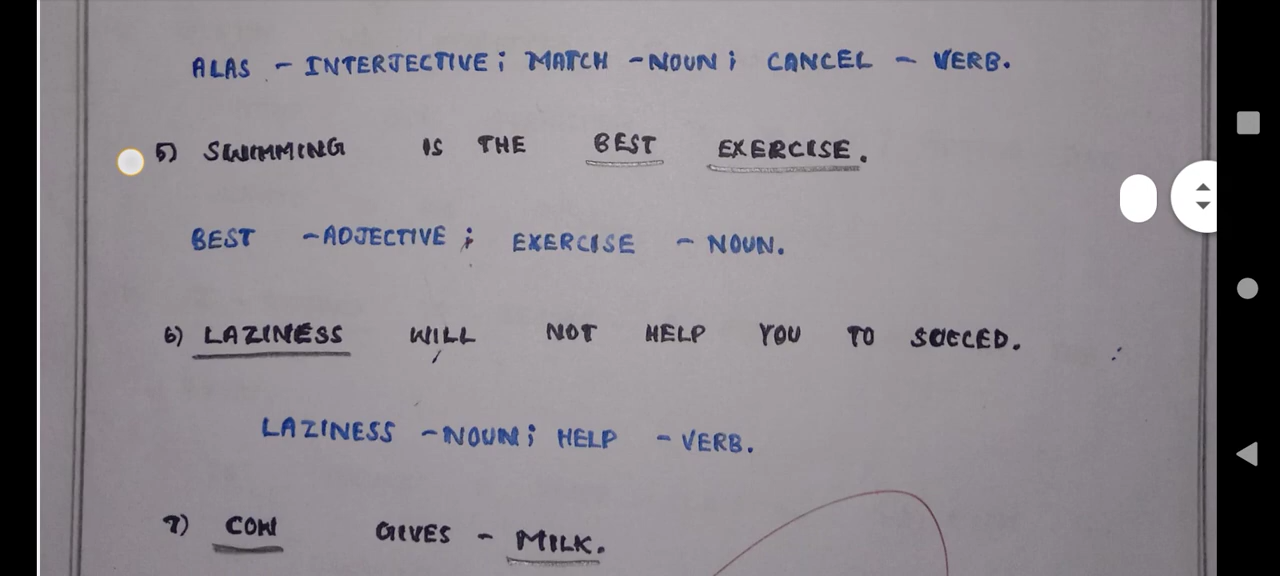 ALAS - INTERJECTIVE; MATCH - NOUN; CANCEL - VERB.
5) SWIMMING IS THE BEST EXERCISE.
BEST - ADJECTIVE; EXERCISE - NOUN.
6) LAZINESS WILL NOT HELP YOU TO SUCCED.
LAZINESS - NOUN; HELP - VERB.
7) COW GIVES - MILK.